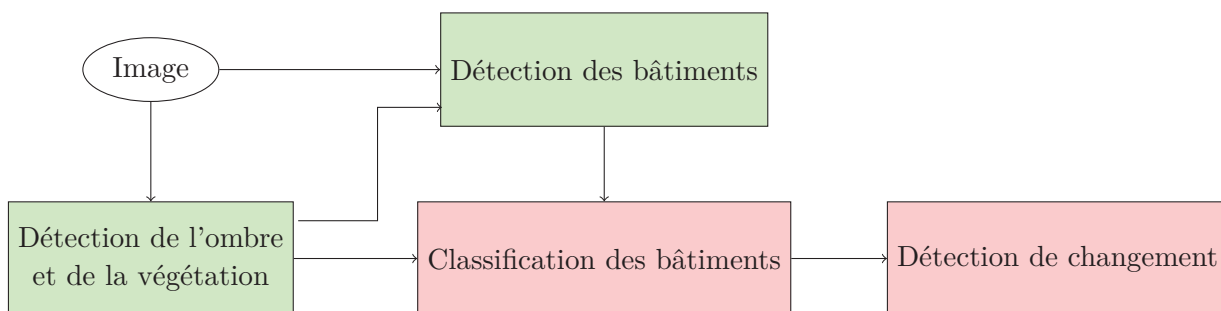 Image
Détection des bâtiments
Détection de l'ombre
et de la végétation
Classification des bâtiments
Détection de changement